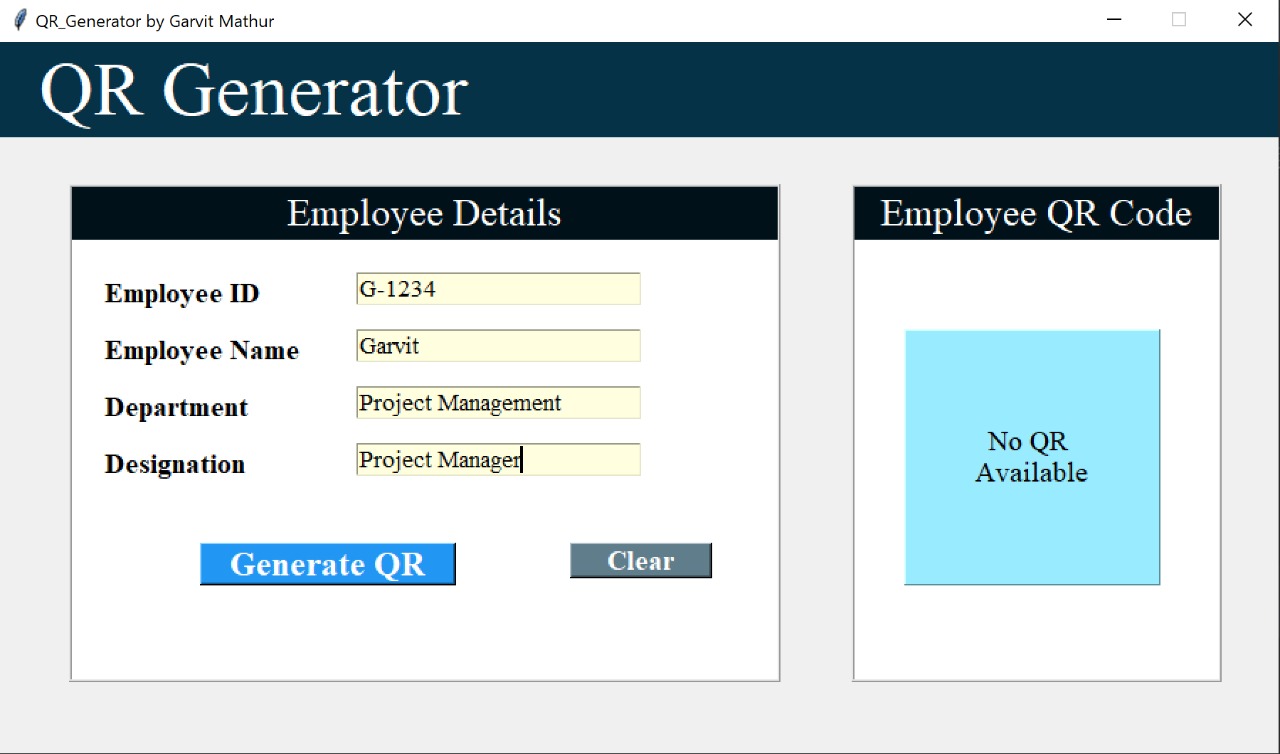 QR_Generator by Garvit Mathur
QR Generator
Employee Details
Employee ID
G-1234
Employee Name
Garvit
Department
Project Management
Designation
Project Manager
Generate QR
Clear
Employee QR Code
No QR
Available